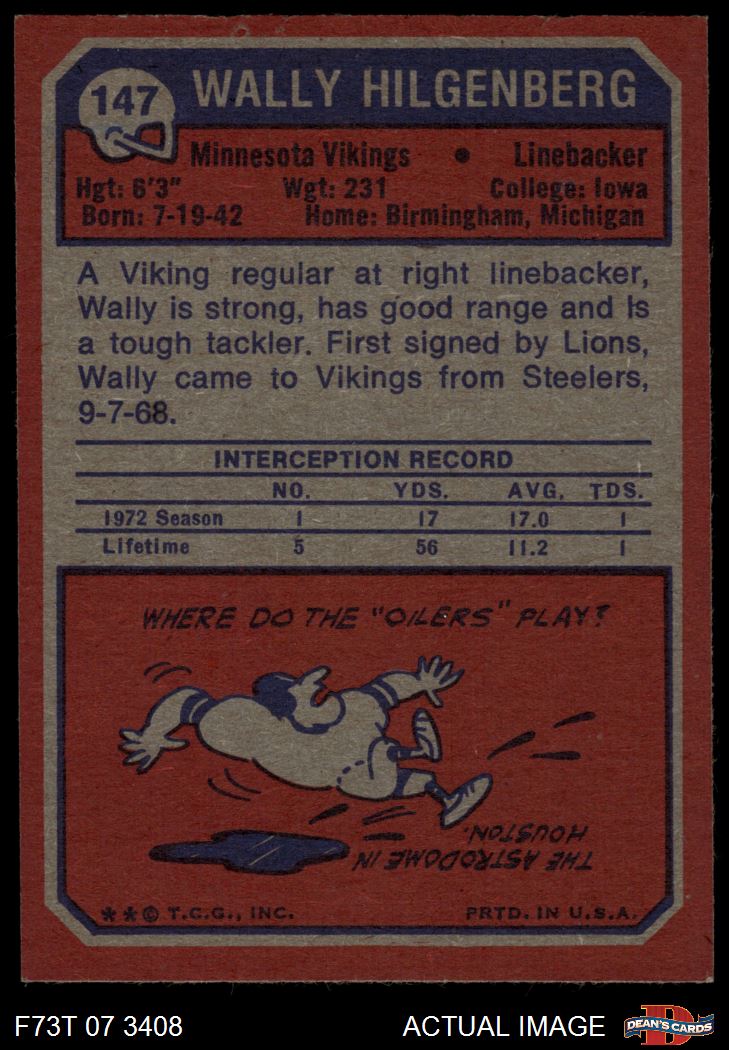 147
WALLY HILGENBERG
Minnesota Vikings • Linebacker
Hgt: 6'3" Wgt: 231 College: Iowa
Born: 7-19-42 Home: Birmingham, Michigan
A Viking regular at right linebacker,
Wally is strong, has good range and is
a tough tackler. First signed by Lions,
Wally came to Vikings from Steelers,
9-7-68.
INTERCEPTION RECORD
NO. YDS. AVG. TDS.
1972 Season 1 17 17.0 1
Lifetime 5 56 11.2 1
WHERE DO THE "OILERS" PLAY?
THE ASTRODOME IN
HOUSTON.
**© T.C.G., INC. PRTD. IN U.S.A.
F73T 07 3408 ACTUAL IMAGE
D
DEAN'S CARDS